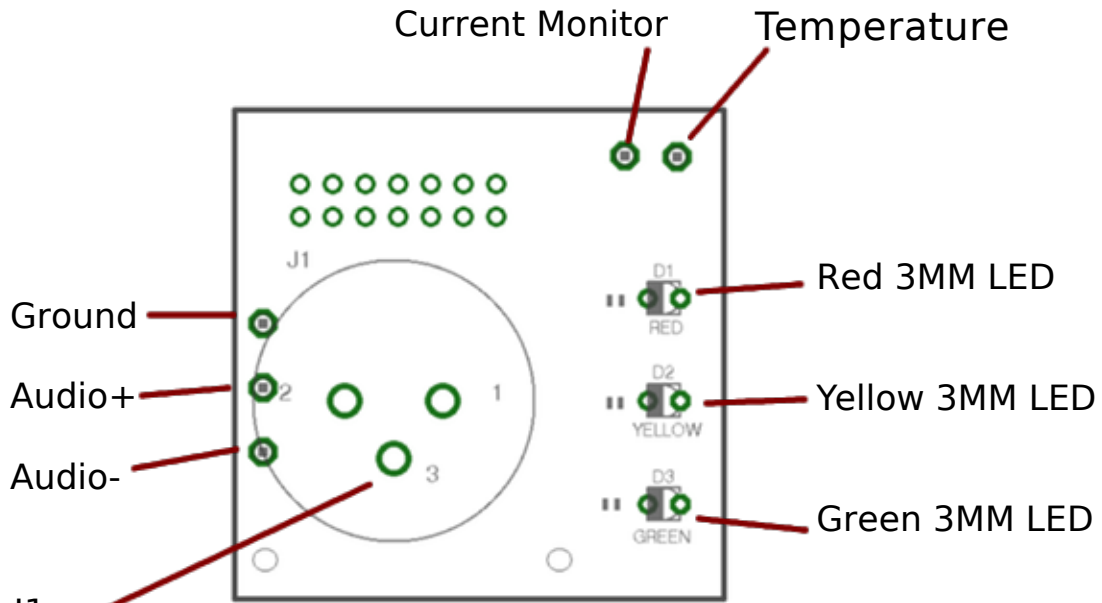 Current Monitor
Temperature
J1
D1
Red 3MM LED
RED
Ground
D2
Audio+
2
1
Yellow 3MM LED
YELLOW
Audio-
3
D3
Green 3MM LED
GREEN